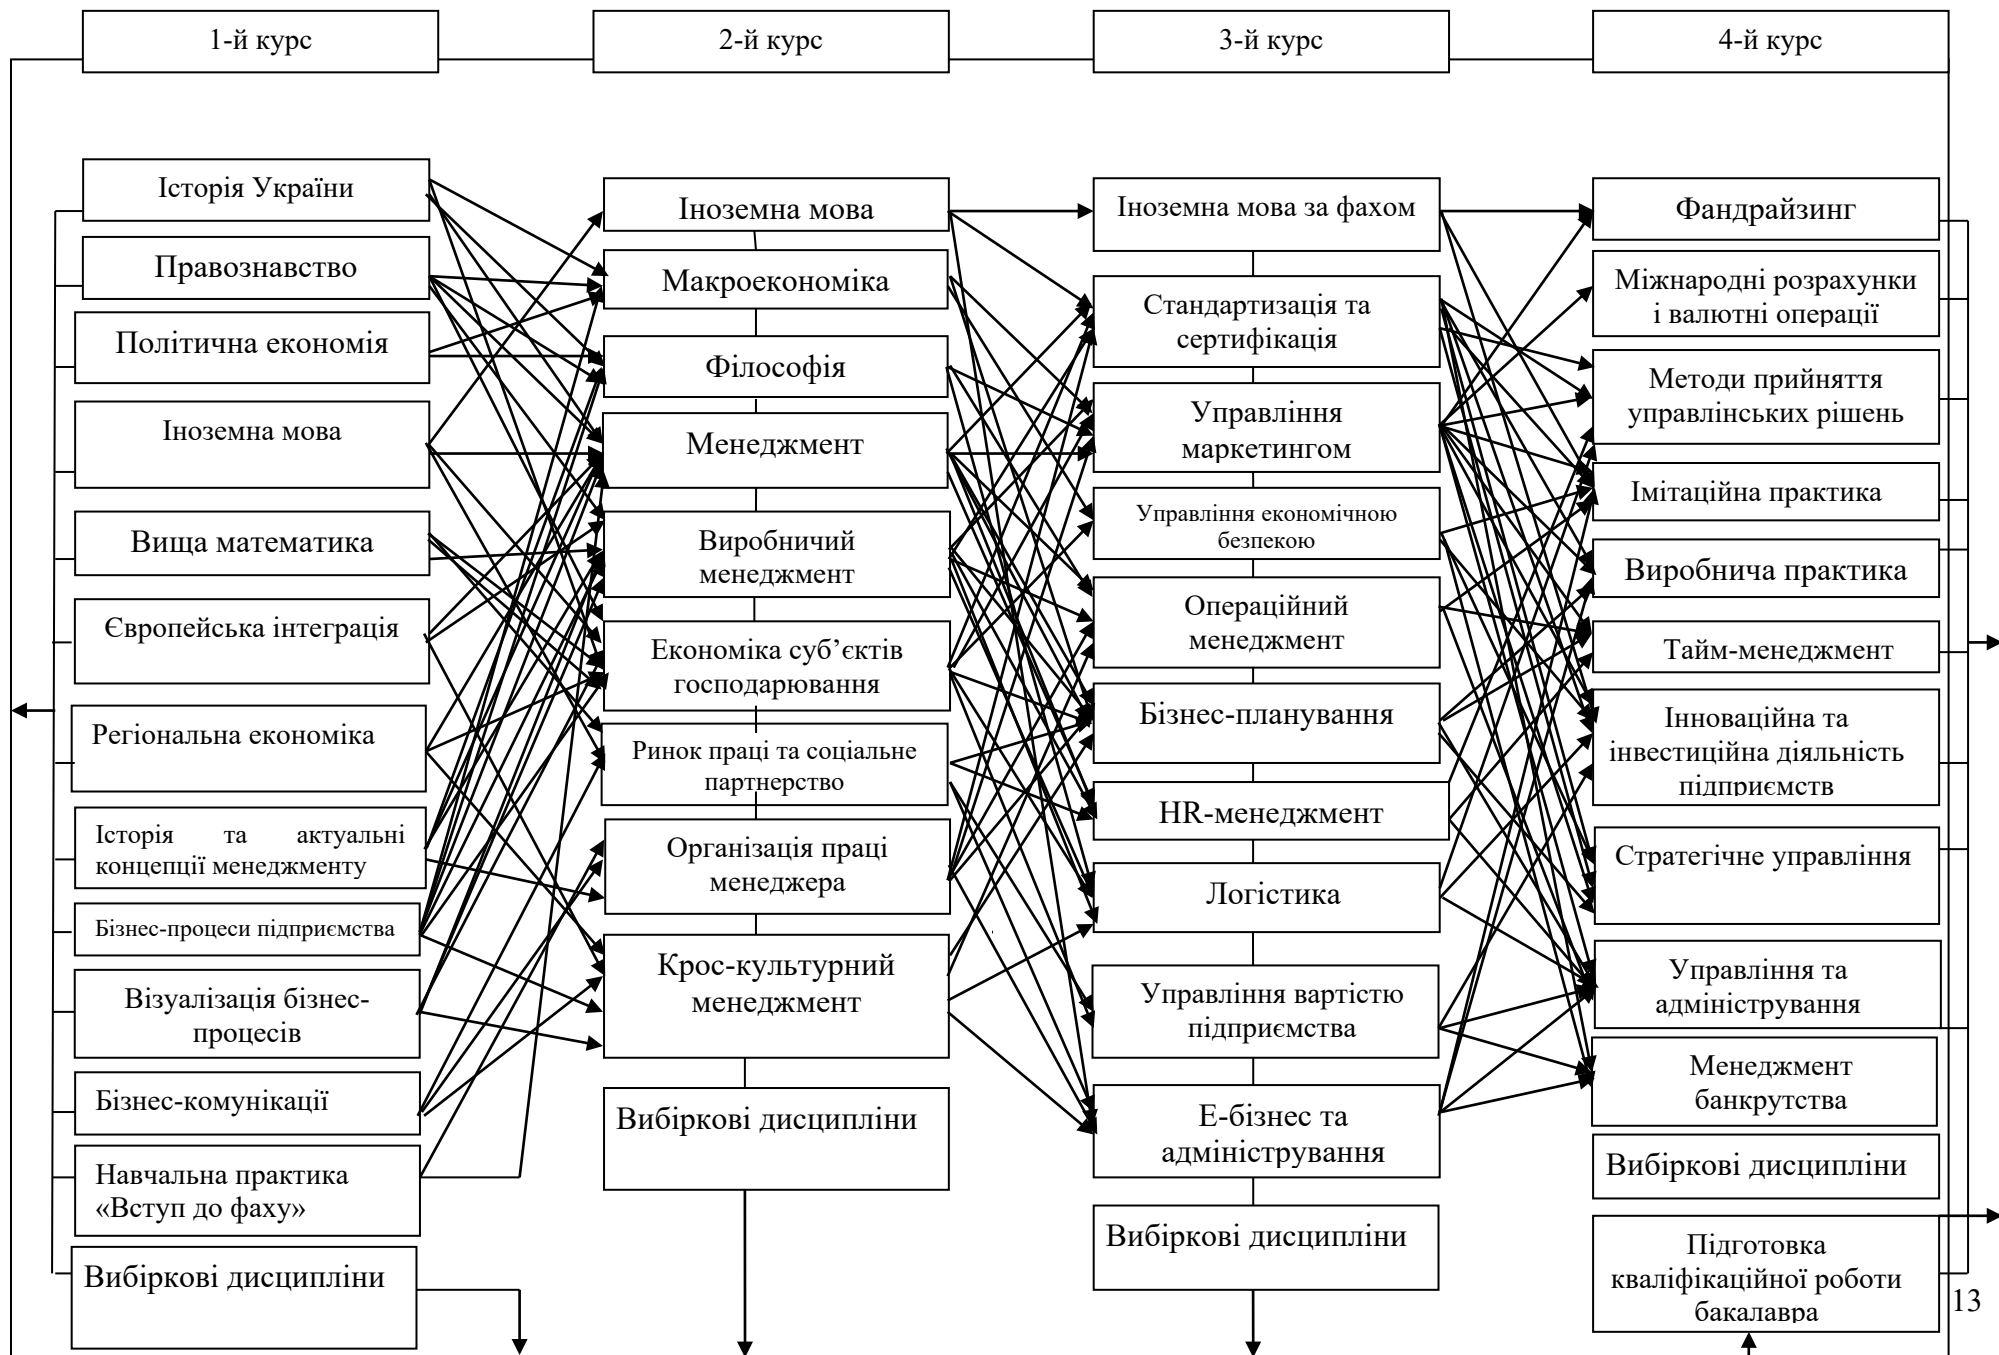 1-й курс
2-й курс
3-й курс
4-й курс
Історія України
Правознавство
Політична економія
Іноземна мова
Вища математика
Європейська інтеграція
Регіональна економіка
Історія та актуальні
концепції менеджменту
Бізнес-процеси підприємства
Візуалізація бізнес-
процесів
Бізнес-комунікації
Навчальна практика
«Вступ до фаху»
Вибіркові дисципліни
Іноземна мова
Макроекономіка
Філософія
Менеджмент
Виробничий
менеджмент
Економіка суб’єктів
господарювання
Ринок праці та соціальне
партнерство
Організація праці
менеджера
Крос-культурний
менеджмент
Вибіркові дисципліни
Іноземна мова за фахом
Стандартизація та
сертифікація
Управління
маркетингом
Управління економічною
безпекою
Операційний
менеджмент
Бізнес-планування
HR-менеджмент
Логістика
Управління вартістю
підприємства
Е-бізнес та
адміністрування
Вибіркові дисципліни
Фандрайзинг
Міжнародні розрахунки
і валютні операції
Методи прийняття
управлінських рішень
Імітаційна практика
Виробнича практика
Тайм-менеджмент
Інноваційна та
інвестиційна діяльність
підприємств
Стратегічне управління
Управління та
адміністрування
Менеджмент
банкрутства
Вибіркові дисципліни
Підготовка
кваліфікаційної роботи
бакалавра
13